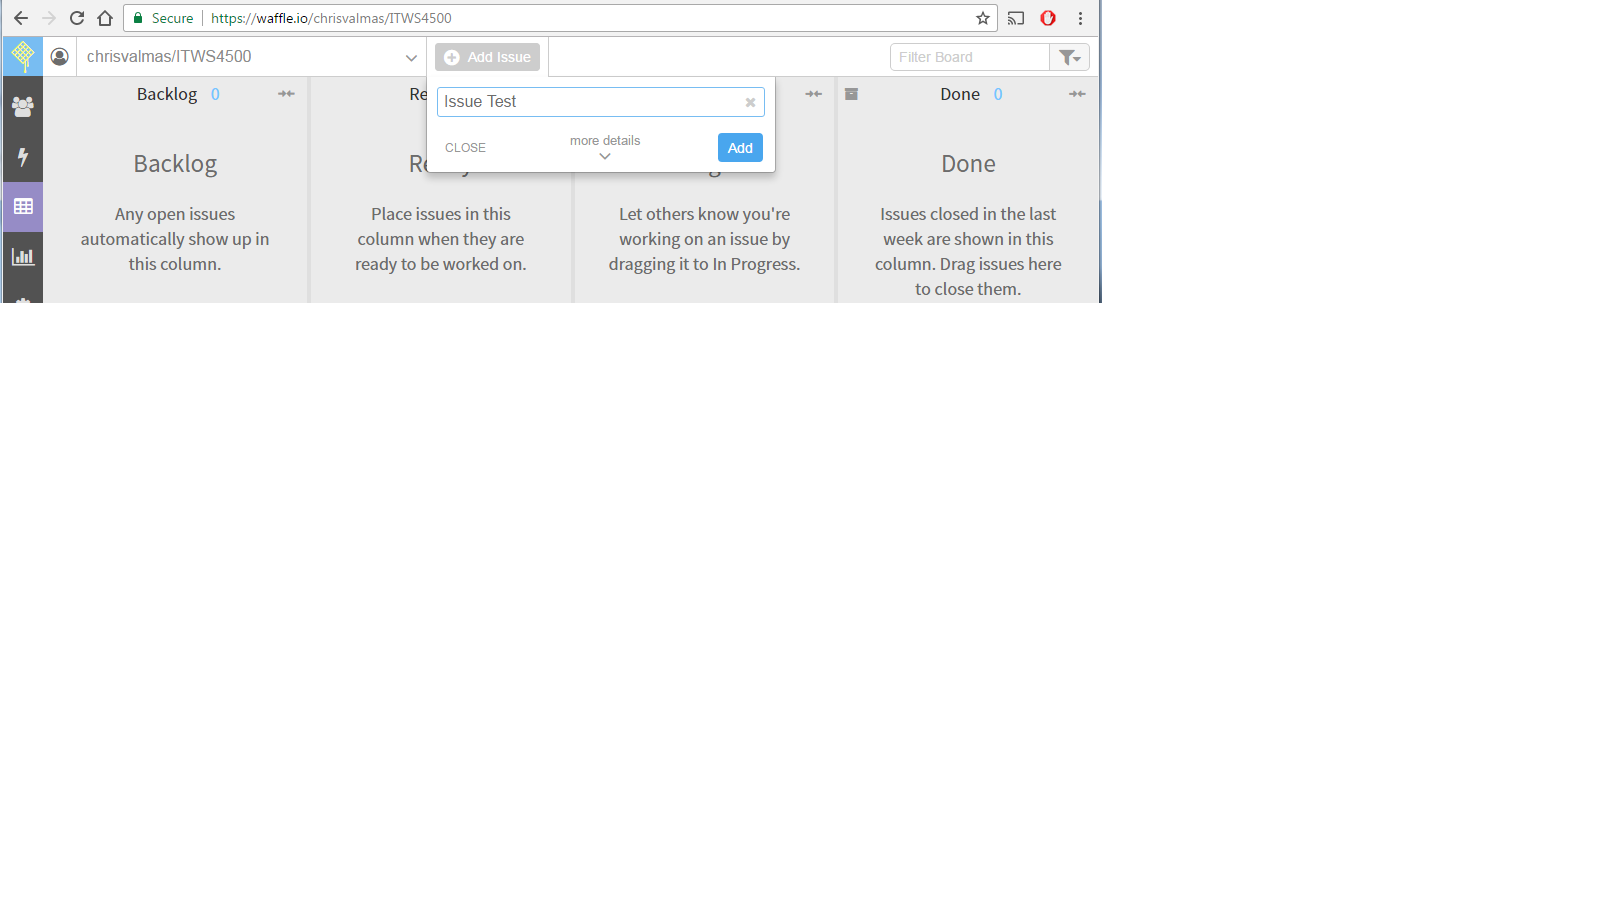 Secure https://waffle.io/chrisvalmas/ITWS4500
chrisvalmas/ITWS4500 Add Issue Filter Board
Backlog 0 Re Done 0
Issue Test
CLOSE more details Add
Backlog Done
Any open issues
automatically show up in
this column.
Place issues in this
column when they are
ready to be worked on.
Let others know you're
working on an issue by
dragging it to In Progress.
Issues closed in the last
week are shown in this
column. Drag issues here
to close them.